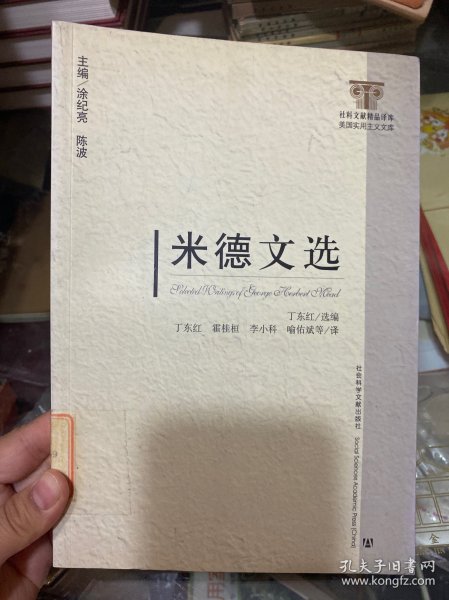 主编/涂纪亮 陈波
社科文献精品译库
美国实用主义文库
米德文选
Selected Writings of George Herbert Mead
丁东红/选编
丁东红 霍桂桓 李小科 喻佑斌等/译
社会科学文献出版社
Social Sciences Academic Press (China)
金
孔夫子旧书网
www.kongfz.com